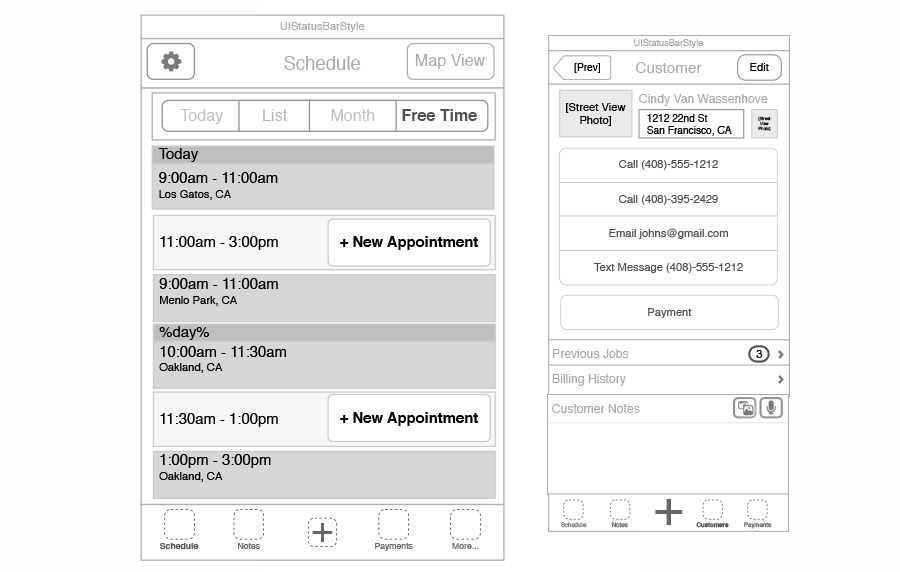 UIStatusBarStyle
Schedule
Map View
Today
List
Month
Free Time
Today
9:00am - 11:00am
Los Gatos, CA
11:00am - 3:00pm
+ New Appointment
9:00am - 11:00am
Menlo Park, CA
%day%
10:00am - 11:30am
Oakland, CA
11:30am - 1:00pm
+ New Appointment
1:00pm - 3:00pm
Oakland, CA
Schedule
Notes
Payments
More...
UIStatusBarStyle
[Prev]
Customer
Edit
[Street View
Photo]
Cindy Van Wassenhove
1212 22nd St
San Francisco, CA
[Street
View
Photo]
Call (408)-555-1212
Call (408)-395-2429
Email johns@gmail.com
Text Message (408)-555-1212
Payment
Previous Jobs
3
Billing History
Customer Notes
Schedule
Notes
Customers
Payments